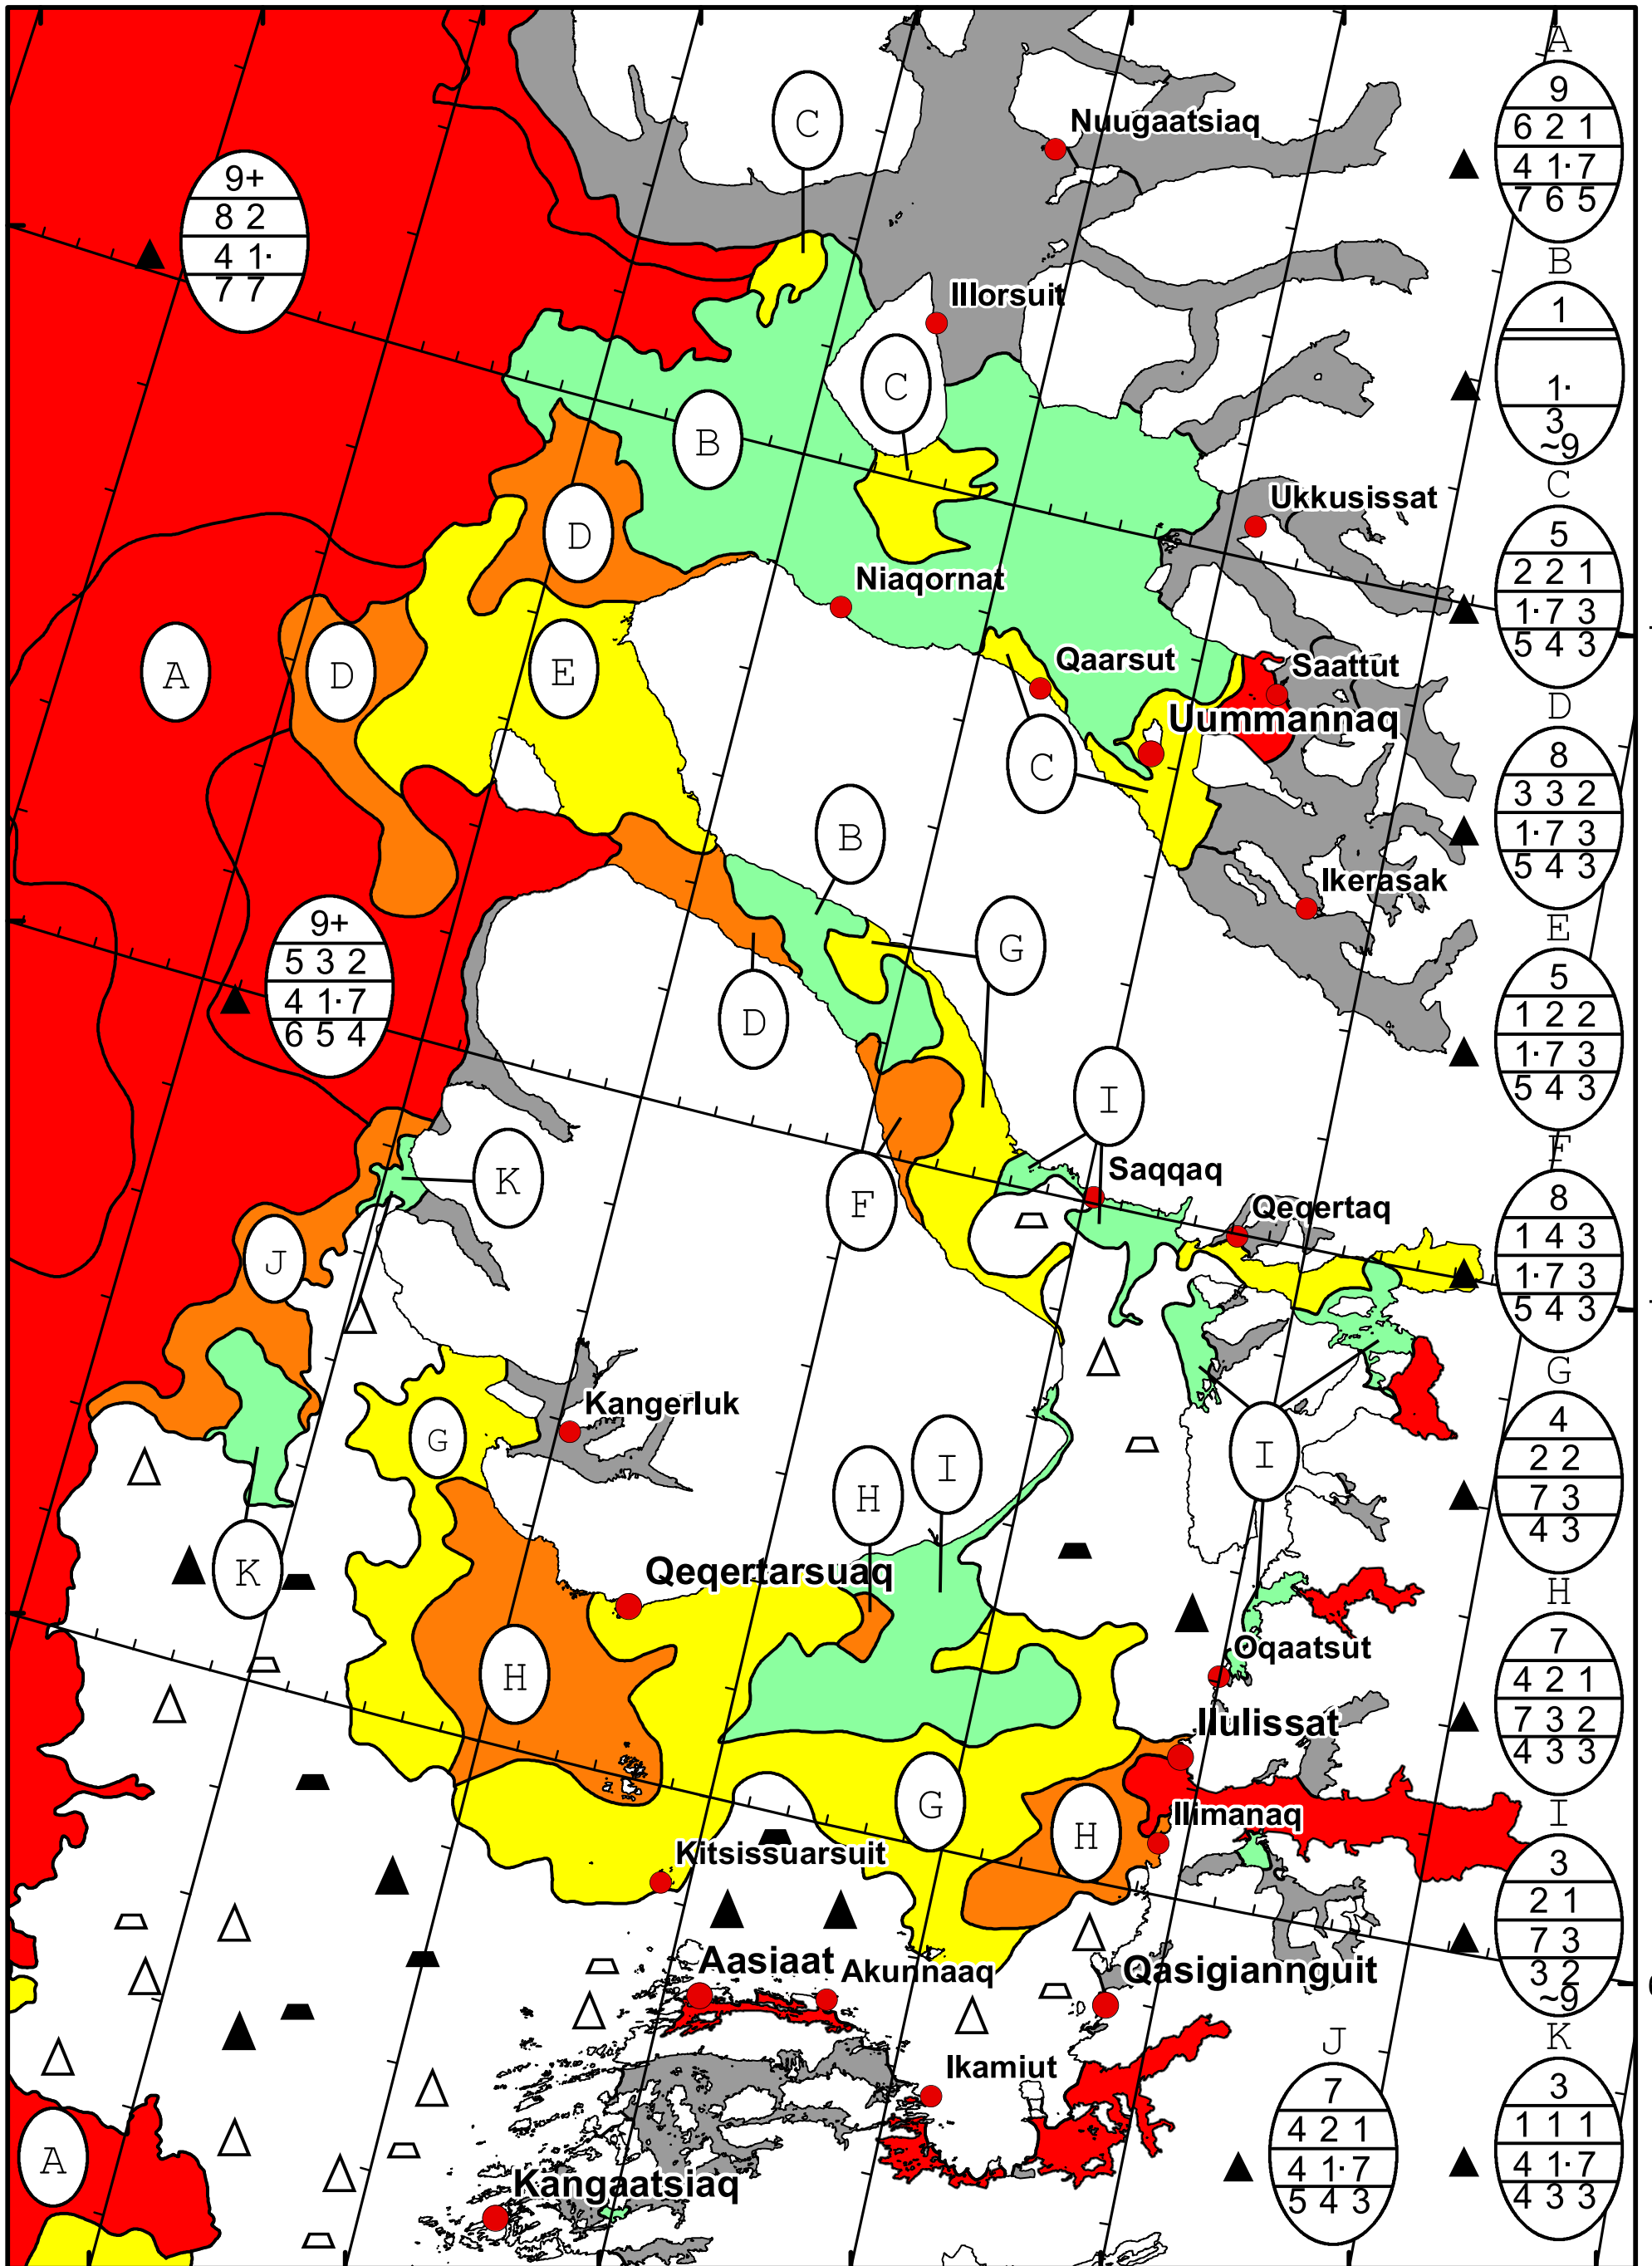 A
9
6 2 1
4 1· 7
7 6 5
C
Nuugaatsiaq
9+
8 2
4 1·
7 7
B
1
1·
3
~9
Illorsuit
C
B
C
5
2 2 1
1· 7 3
5 4 3
Ukkusissat
D
Niaqornat
A
D
E
Qaarsut
Saattut
Uummannaq
D
8
3 3 2
1· 7 3
5 4 3
C
B
Ikerasak
9+
5 3 2
4 1· 7
6 5 4
G
E
5
1 2 2
1· 7 3
5 4 3
D
I
K
F
Saqqaq
Qeqertaq
F
8
1 4 3
1· 7 3
5 4 3
J
G
4
2 2
7 3
4 3
Kangerluk
G
H
I
I
K
Qeqertarsuaq
H
7
4 2 1
7 3 2
4 3 3
H
Oqaatsut
Ilulissat
G
H
Ilimanaq
I
3
2 1
7 3
3 2
~9
Kitsissuarsuit
Aasiaat
Akunnaaq
Qasigiannguit
Ikamiut
J
7
4 2 1
4 1· 7
5 4 3
K
3
1 1 1
4 1· 7
4 3 3
A
Kangaatsiaq